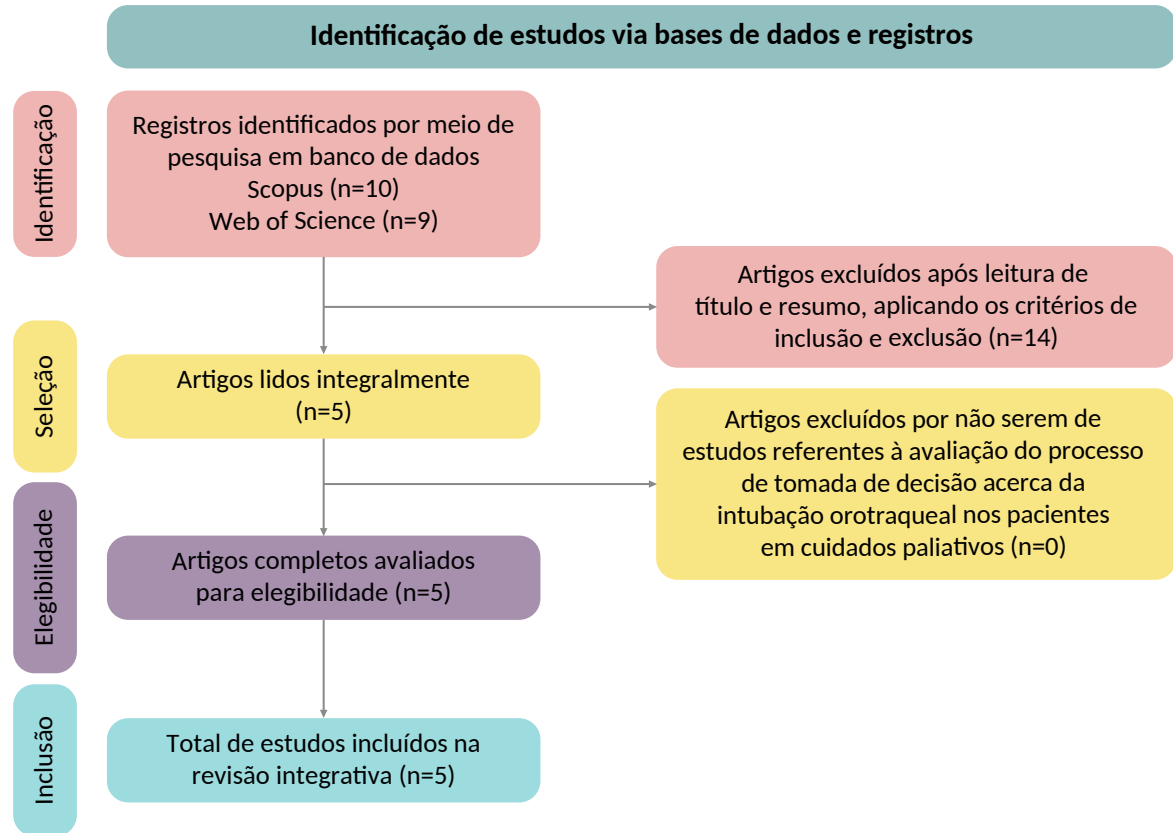 Identificação de estudos via bases de dados e registros
Identificação
Registros identificados por meio de
pesquisa em banco de dados
Scopus (n=10)
Web of Science (n=9)
Artigos excluídos após leitura de
título e resumo, aplicando os critérios de
inclusão e exclusão (n=14)
Seleção
Artigos lidos integralmente
(n=5)
Artigos excluídos por não serem de
estudos referentes à avaliação do processo
de tomada de decisão acerca da
intubação orotraqueal nos pacientes
em cuidados paliativos (n=0)
Elegibilidade
Artigos completos avaliados
para elegibilidade (n=5)
Inclusão
Total de estudos incluídos na
revisão integrativa (n=5)